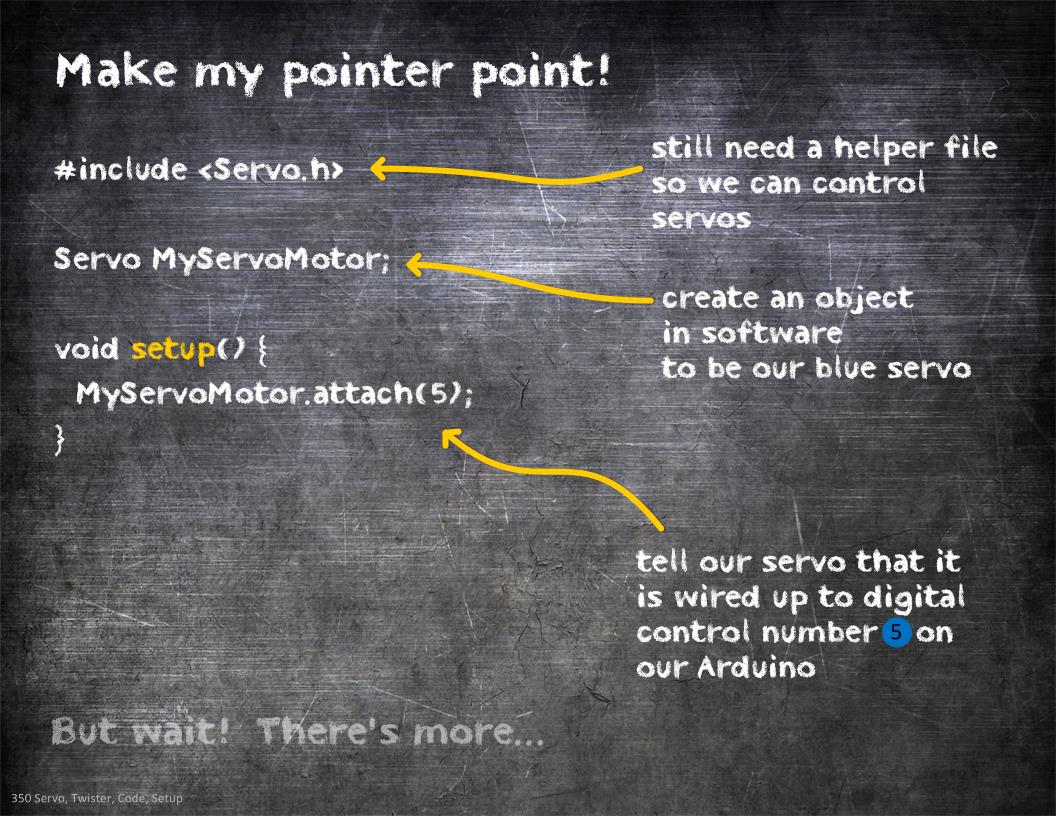 Make my pointer point!
#include <Servo.h>
still need a helper file
so we can control
servos
Servo MyServoMotor;
create an object
in software
to be our blue servo
void setup() {
MyServoMotor.attach(5);
}
tell our servo that it
is wired up to digital
control number 5 on
our Arduino
But wait! There's more...
350 Servo, Twister, Code, Setup